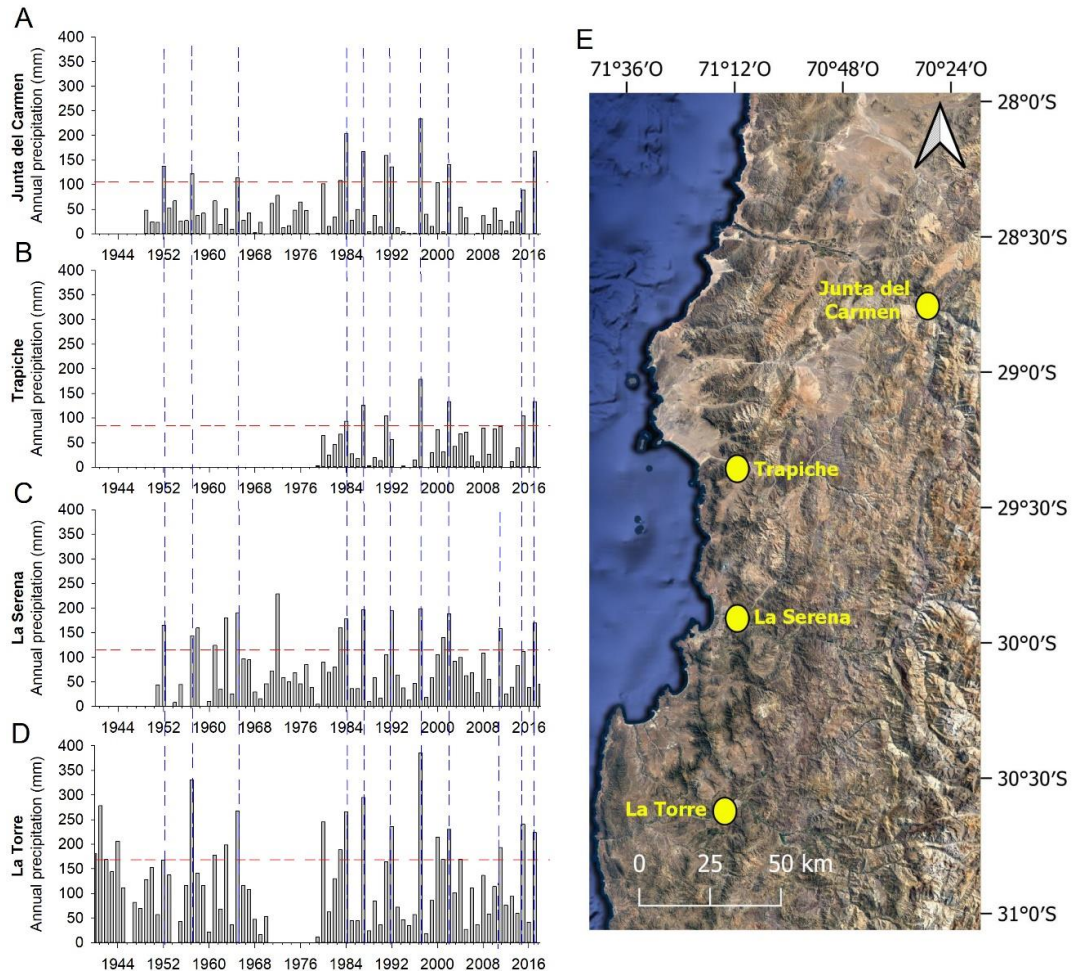 A
Junta del Carmen
Annual precipitation (mm)
400
350
300
250
200
150
100
50
0
1944 1952 1960 1968 1976 1984 1992 2000 2008 2016
B
Trapiche
Annual precipitation (mm)
400
350
300
250
200
150
100
50
0
1944 1952 1960 1968 1976 1984 1992 2000 2008 2016
C
La Serena
Annual precipitation (mm)
400
350
300
250
200
150
100
50
0
1944 1952 1960 1968 1976 1984 1992 2000 2008 2016
D
La Torre
Annual precipitation (mm)
400
350
300
250
200
150
100
50
0
1944 1952 1960 1968 1976 1984 1992 2000 2008 2016
E
71°36′O 71°12′O 70°48′O 70°24′O
28°0′S
28°30′S
29°0′S
29°30′S
30°0′S
30°30′S
31°0′S
Junta del
Carmen
Trapiche
La Serena
La Torre
0 25 50 km